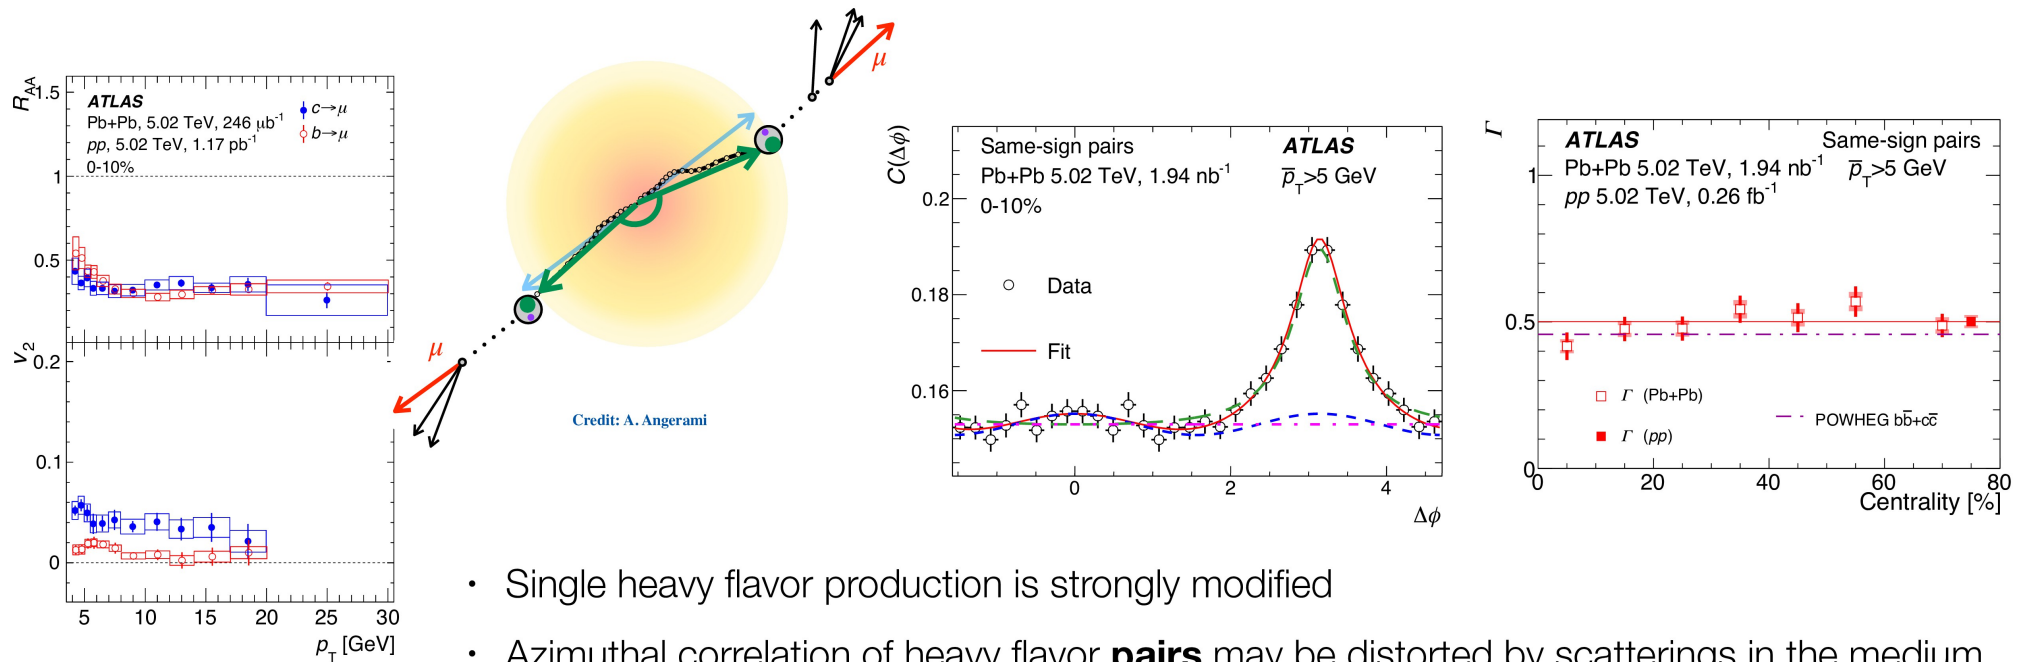 R_AA
1.5
1
0.5
ATLAS
Pb+Pb, 5.02 TeV, 246 μb⁻¹
pp, 5.02 TeV, 1.17 pb⁻¹
0-10%
c→μ
b→μ
v₂
0.2
0.1
0
5 10 15 20 25 30
p_T [GeV]
μ
μ
Credit: A. Angerami
C(Δϕ)
0.2
0.18
0.16
Same-sign pairs
ATLAS
Pb+Pb 5.02 TeV, 1.94 nb⁻¹
p̅_T>5 GeV
0-10%
Data
Fit
0 2 4
Δϕ
Γ
1
0.5
0
ATLAS
Same-sign pairs
Pb+Pb 5.02 TeV, 1.94 nb⁻¹
p̅_T>5 GeV
pp 5.02 TeV, 0.26 fb⁻¹
Γ (Pb+Pb)
Γ (pp)
POWHEG bb̅+cc̅
0 20 40 60 80
Centrality [%]
• Single heavy flavor production is strongly modified
• Azimuthal correlation of heavy flavor pairs may be distorted by scatterings in the medium